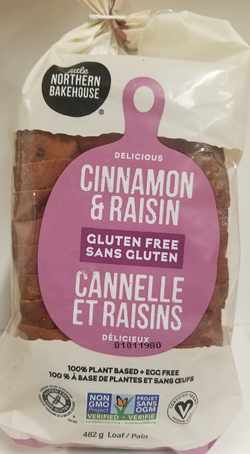 little
NORTHERN
BAKEHOUSE
®
DELICIOUS
CINNAMON
& RAISIN
GLUTEN FREE
SANS GLUTEN
CANNELLE
ET RAISINS
DÉLICIEUX
01011980
100% PLANT BASED + EGG FREE
100 % À BASE DE PLANTES ET SANS ŒUFS
NON
GMO
Project
VERIFIED
PROJET
SANS
OGM
VÉRIFIÉ
482 g Loaf / Pain